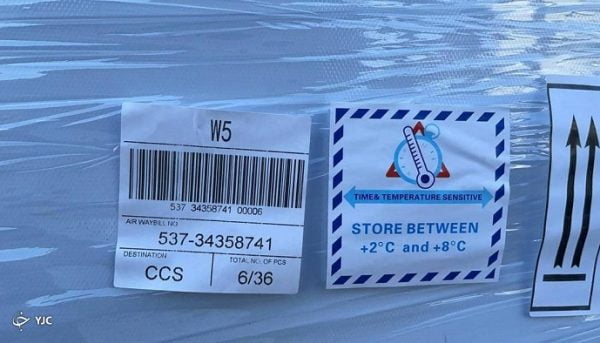 W5
537 34358741 00006
AIR WAYBILL NO
537-34358741
DESTINATION
TOTAL NO. OF PCS
CCS
6/36
TIME& TEMPERATURE SENSITIVE
STORE BETWEEN
+2°C and +8°C
YJC